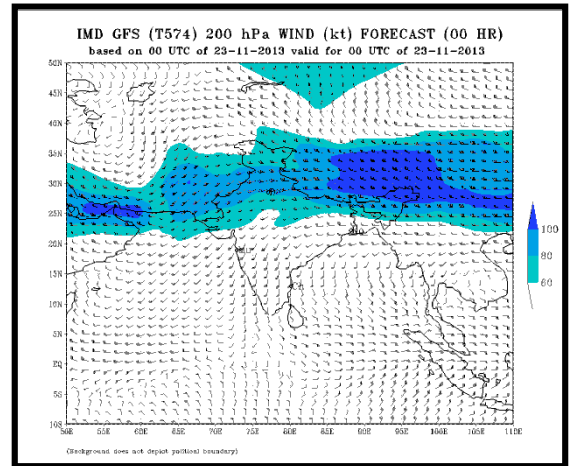 IMD GFS (T574) 200 hPa WIND (kt) FORECAST (00 HR)
based on 00 UTC of 23-11-2013 valid for 00 UTC of 23-11-2013
50N
45N
40N
35N
30N
25N
20N
15N
10N
5N
EQ
5S
10S
50E 55E 60E 65E 70E 75E 80E 85E 90E 95E 100E 105E 110E
100
80
60
(Background does not depict political boundary)